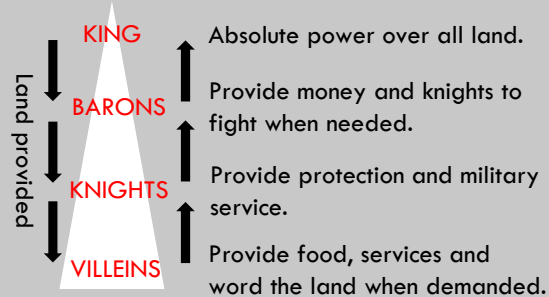 KING
Absolute power over all land.
Land provided
BARONS
Provide money and knights to
fight when needed.
KNIGHTS
Provide protection and military
service.
VILLEINS
Provide food, services and
word the land when demanded.